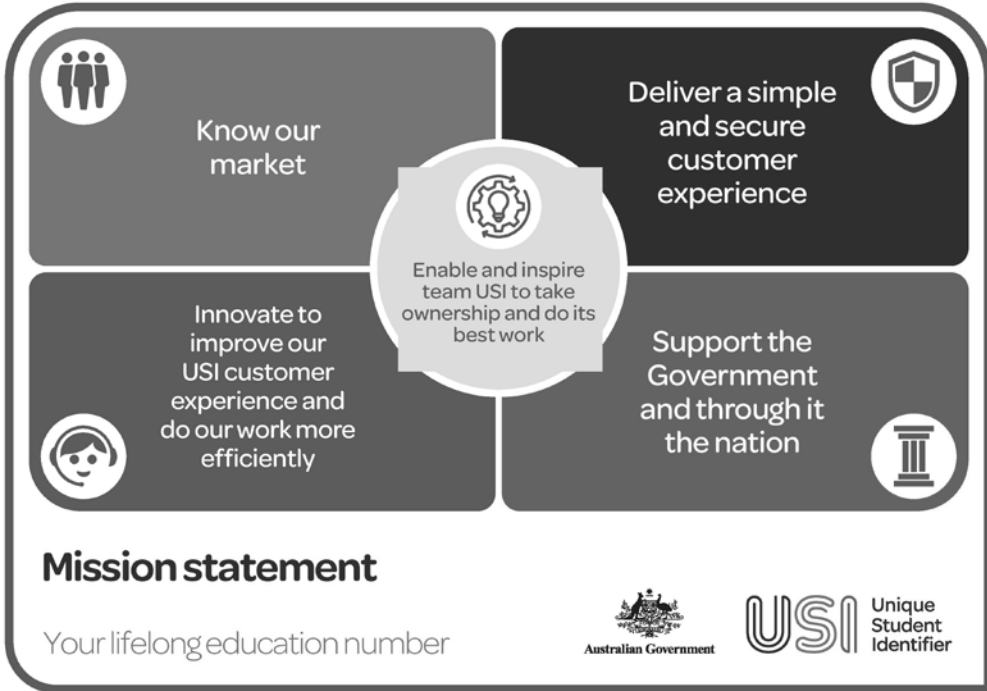 Know our
market
Deliver a simple
and secure
customer
experience
Enable and inspire
team USI to take
ownership and do its
best work
Innovate to
improve our
USI customer
experience and
do our work more
efficiently
Support the
Government
and through it
the nation
Mission statement
Your lifelong education number
Australian Government
USI
Unique
Student
Identifier